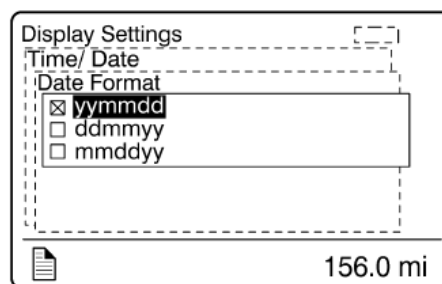 Display Settings
Time/ Date
Date Format
yymmdd
ddmmyy
mmddyy
156.0 mi